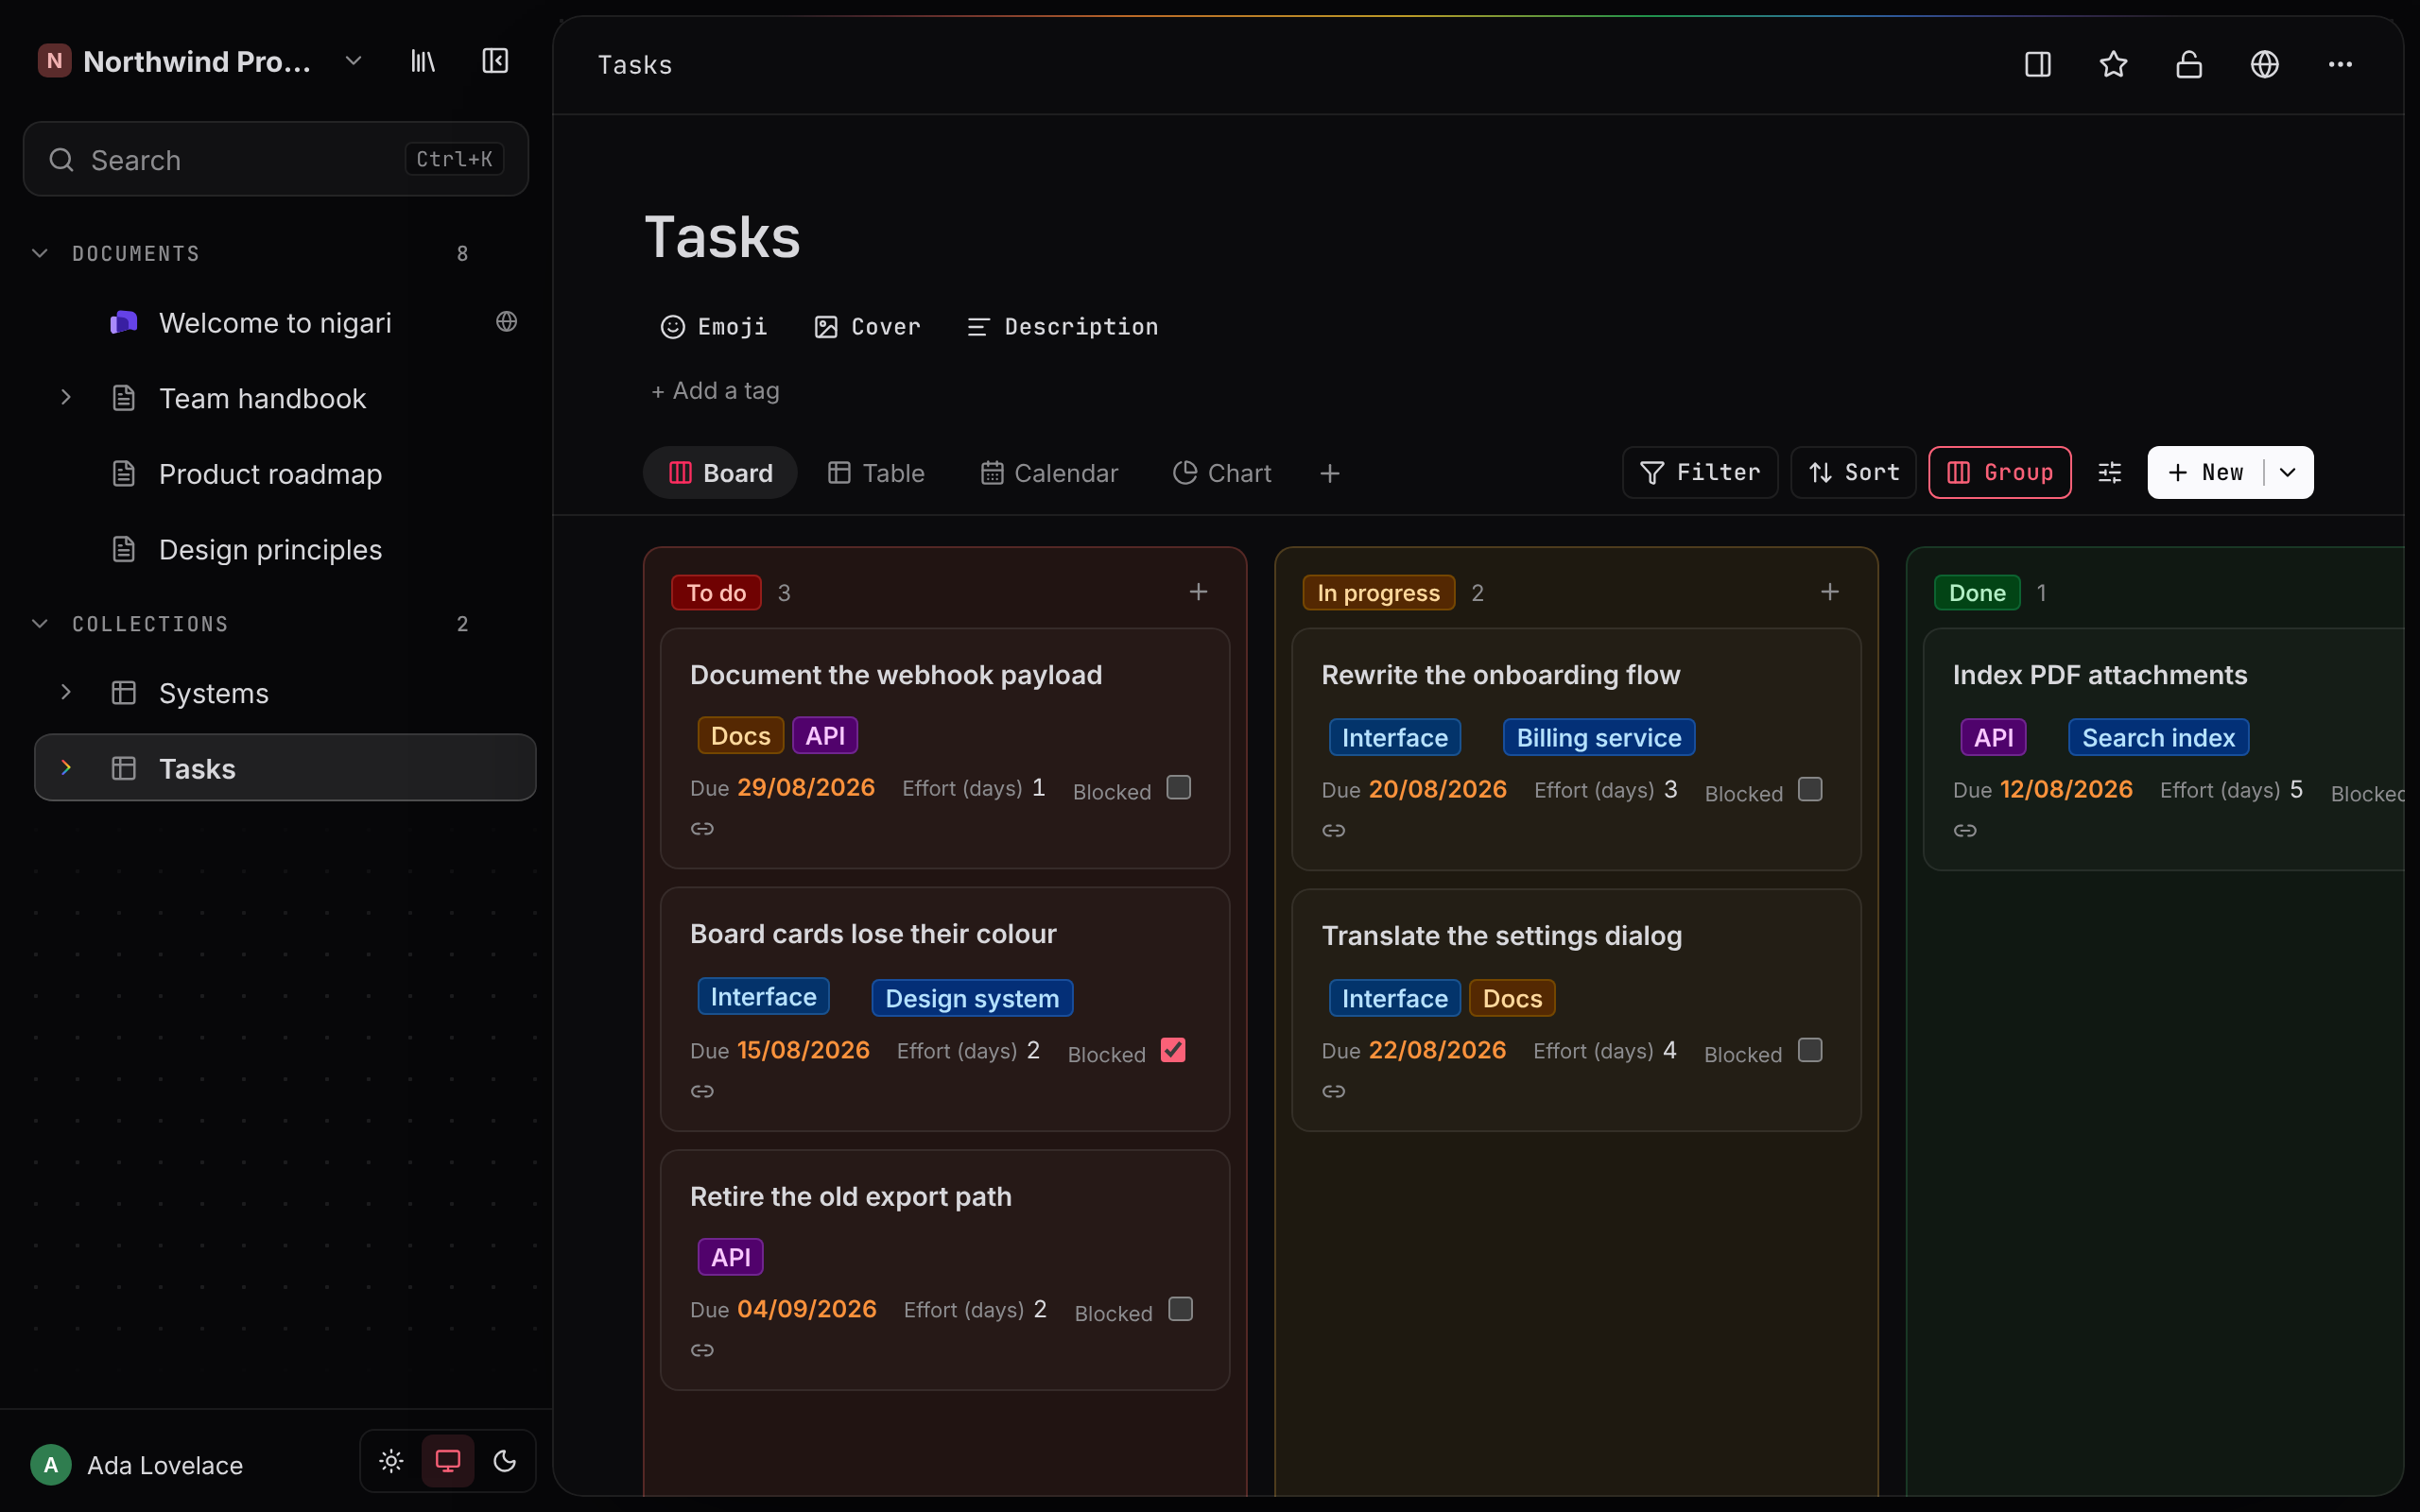 N Northwind Pro...
Search Ctrl+K
DOCUMENTS 8
Welcome to nigari
Team handbook
Product roadmap
Design principles
COLLECTIONS 2
Systems
Tasks
A Ada Lovelace
Tasks
Tasks
Emoji Cover Description
+ Add a tag
Board Table Calendar Chart +
Filter Sort Group + New
To do 3 +
Document the webhook payload
Docs API
Due 29/08/2026 Effort (days) 1 Blocked
Board cards lose their colour
Interface Design system
Due 15/08/2026 Effort (days) 2 Blocked
Retire the old export path
API
Due 04/09/2026 Effort (days) 2 Blocked
In progress 2 +
Rewrite the onboarding flow
Interface Billing service
Due 20/08/2026 Effort (days) 3 Blocked
Translate the settings dialog
Interface Docs
Due 22/08/2026 Effort (days) 4 Blocked
Done 1
Index PDF attachments
API Search index
Due 12/08/2026 Effort (days) 5 Blocked